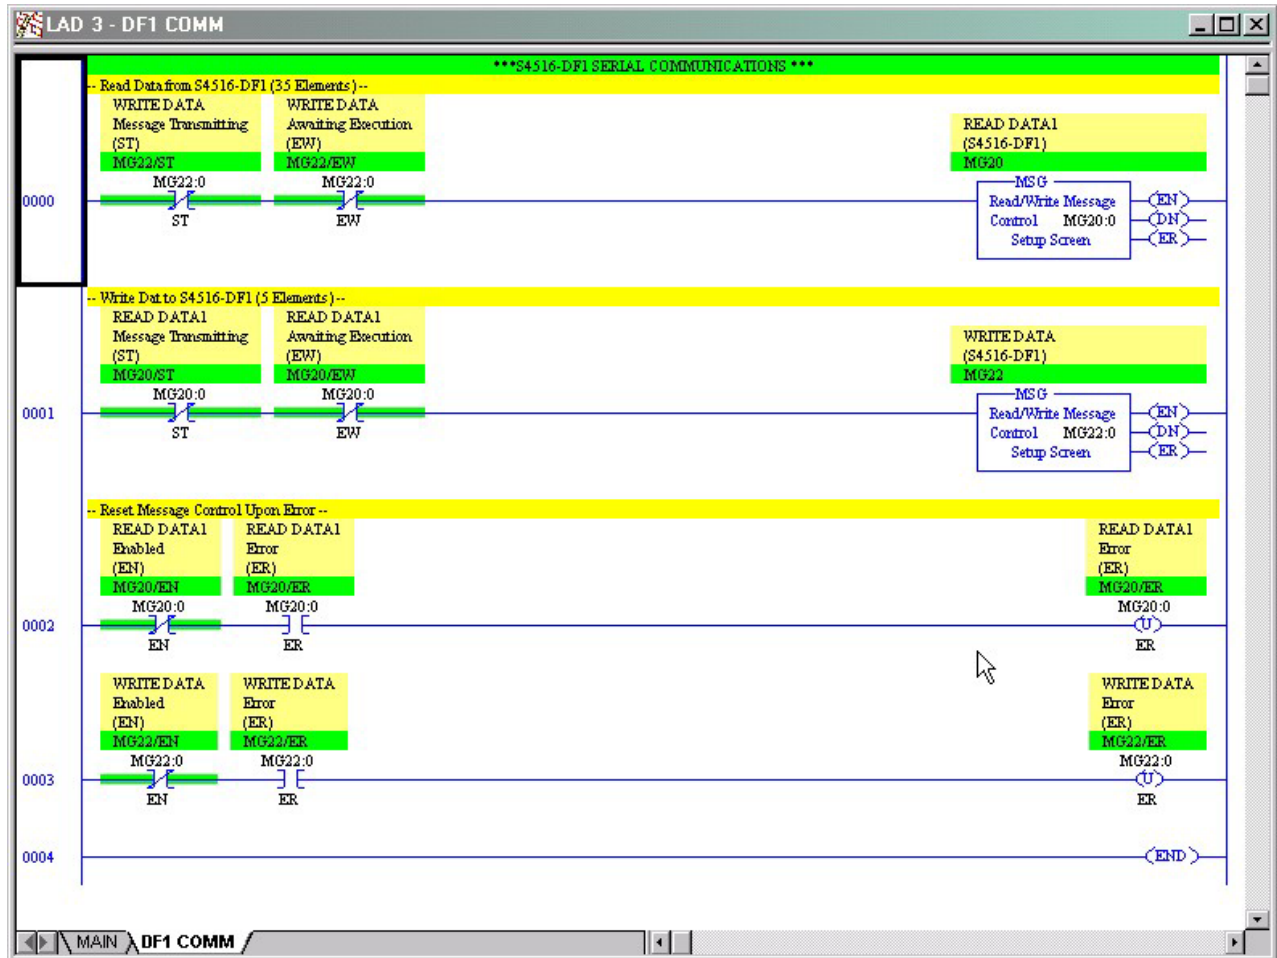 LAD 3 - DF1 COMM
***S4516-DF1 SERIAL COMMUNICATIONS ***
-- Read Data from S4516-DF1 (35 Elements) --
WRITE DATA WRITE DATA
Message Transmitting Awaiting Execution READ DATA1
(ST) (EW) (S4516-DF1)
MG22/ST MG22/EW MG20
MG22:0 MG22:0 MSG
0000 Read/Write Message EN
ST EW Control MG20:0 DN
Setup Screen ER
-- Write Dat to S4516-DF1 (5 Elements) --
READ DATA1 READ DATA1
Message Transmitting Awaiting Execution WRITE DATA
(ST) (EW) (S4516-DF1)
MG20/ST MG20/EW MG22
MG20:0 MG20:0 MSG
0001 Read/Write Message EN
ST EW Control MG22:0 DN
Setup Screen ER
-- Reset Message Control Upon Error --
READ DATA1 READ DATA1 READ DATA1
Enabled Error Error
(EN) (ER) (ER)
MG20/EN MG20/ER MG20/ER
MG20:0 MG20:0 MG20:0
0002 U
EN ER ER
WRITE DATA WRITE DATA WRITE DATA
Enabled Error Error
(EN) (ER) (ER)
MG22/EN MG22/ER MG22/ER
MG22:0 MG22:0 MG22:0
0003 U
EN ER ER
0004 END
MAIN DF1 COMM